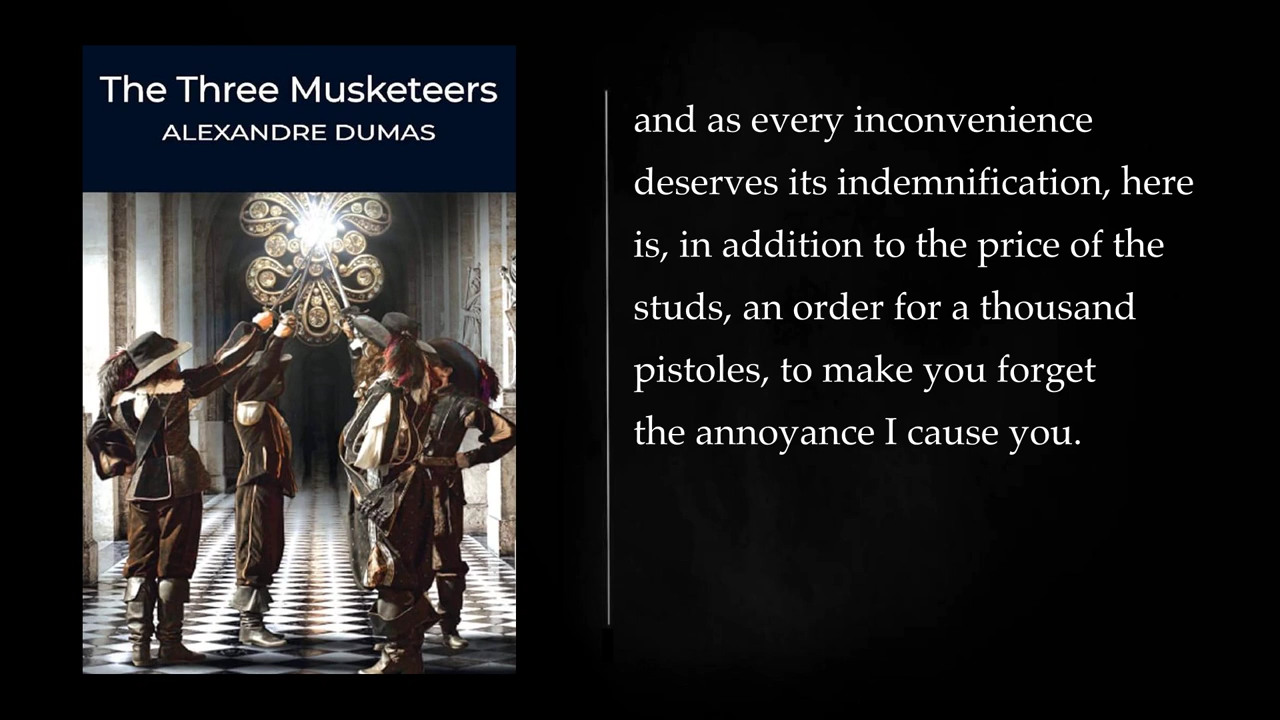 The Three Musketeers
ALEXANDRE DUMAS
and as every inconvenience
deserves its indemnification, here
is, in addition to the price of the
studs, an order for a thousand
pistoles, to make you forget
the annoyance I cause you.